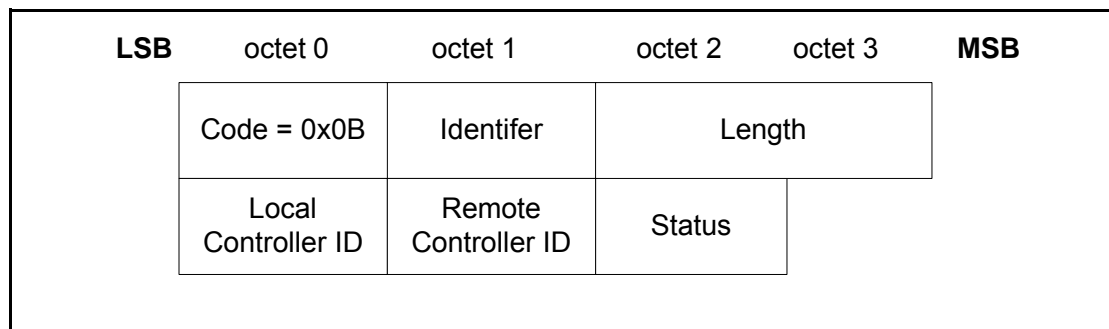 LSB octet 0 octet 1 octet 2 octet 3 MSB
Code = 0x0B Identifer Length
Local Controller ID Remote Controller ID Status